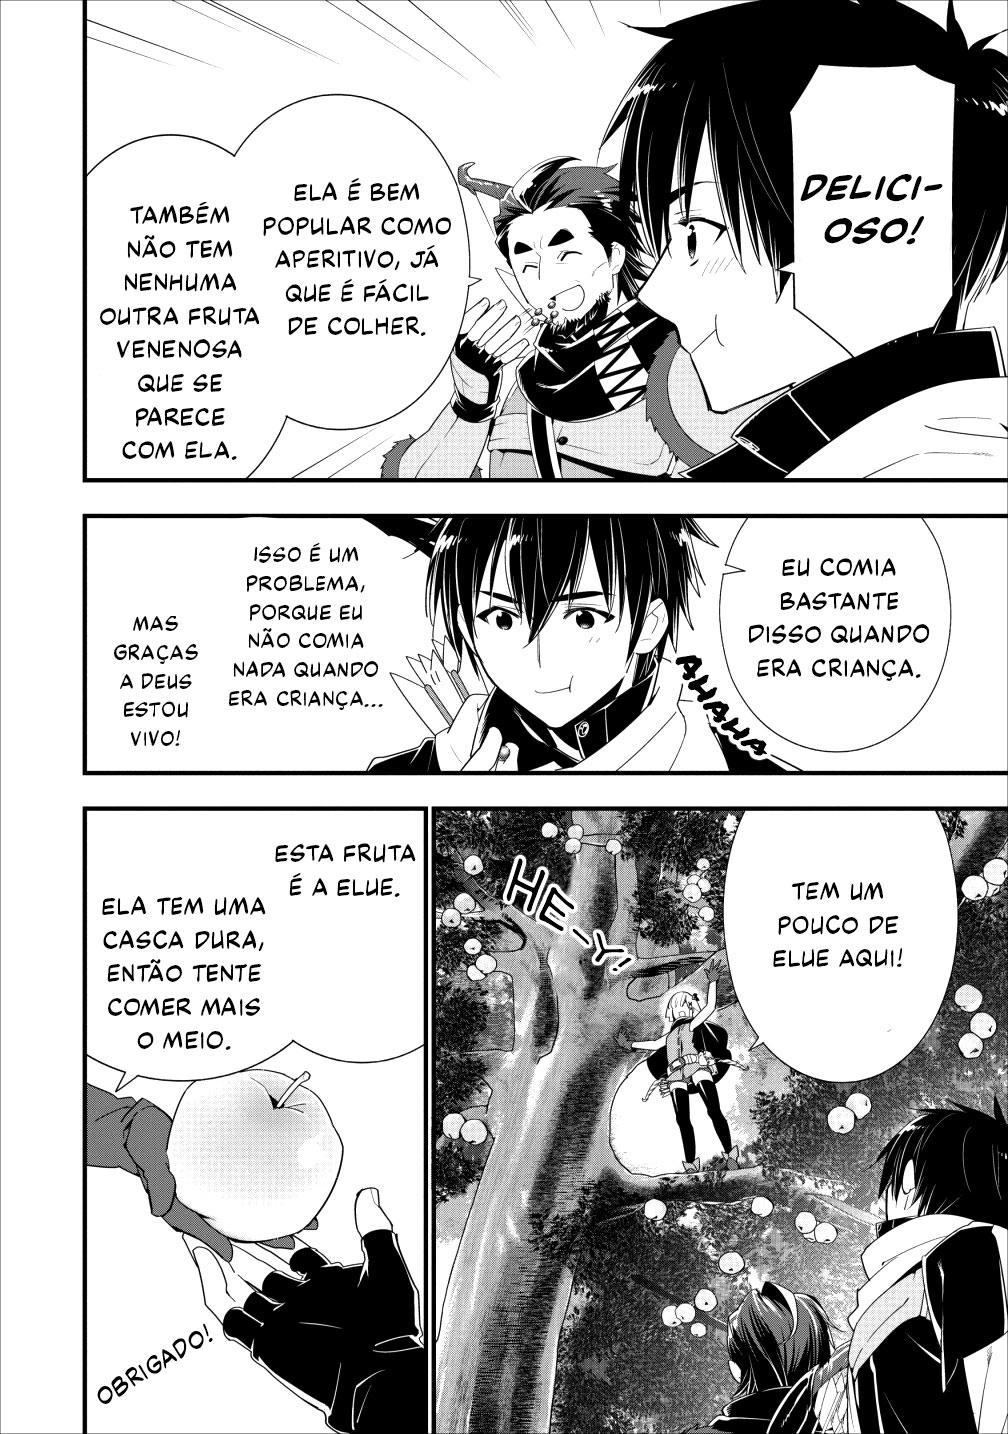 DELICI-
OSO!
ELA É BEM
POPULAR COMO
APERITIVO, JÁ
QUE É FÁCIL
DE COLHER.
TAMBÉM
NÃO TEM
NENHUMA
OUTRA FRUTA
VENENOSA
QUE SE
PARECE
COM ELA.
EU COMIA
BASTANTE
DISSO QUANDO
ERA CRIANÇA.
AHAHA
ISSO É UM
PROBLEMA,
PORQUE EU
NÃO COMIA
NADA QUANDO
ERA CRIANÇA...
MAS
GRAÇAS
A DEUS
ESTOU
VIVO!
TEM UM
POUCO DE
ELUE AQUI!
HE-Y!
ESTA FRUTA
É A ELUE.
ELA TEM UMA
CASCA DURA,
ENTÃO TENTE
COMER MAIS
O MEIO.
OBRIGADO!